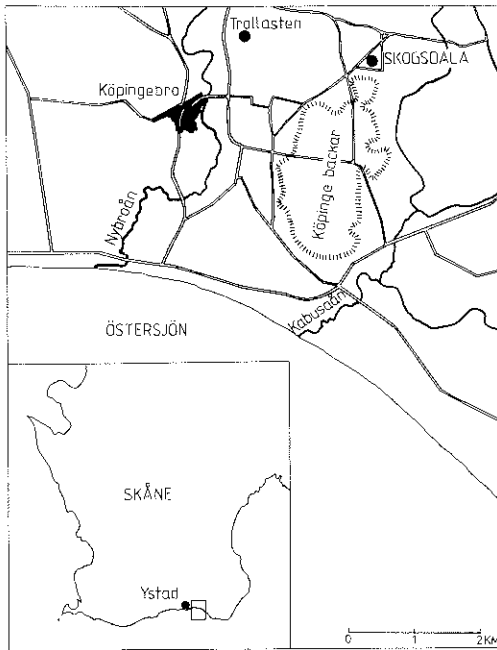 Trollasten
SKOGSDALA
Köpingebro
Köpinge backar
Nybroån
Kabusaån
ÖSTERSJÖN
SKÅNE
Ystad
0 1 2KM